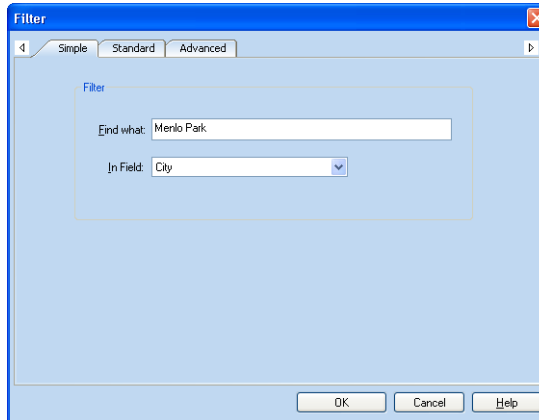 Filter
Simple Standard Advanced
Filter
Find what: Menlo Park
In Field: City
OK Cancel Help